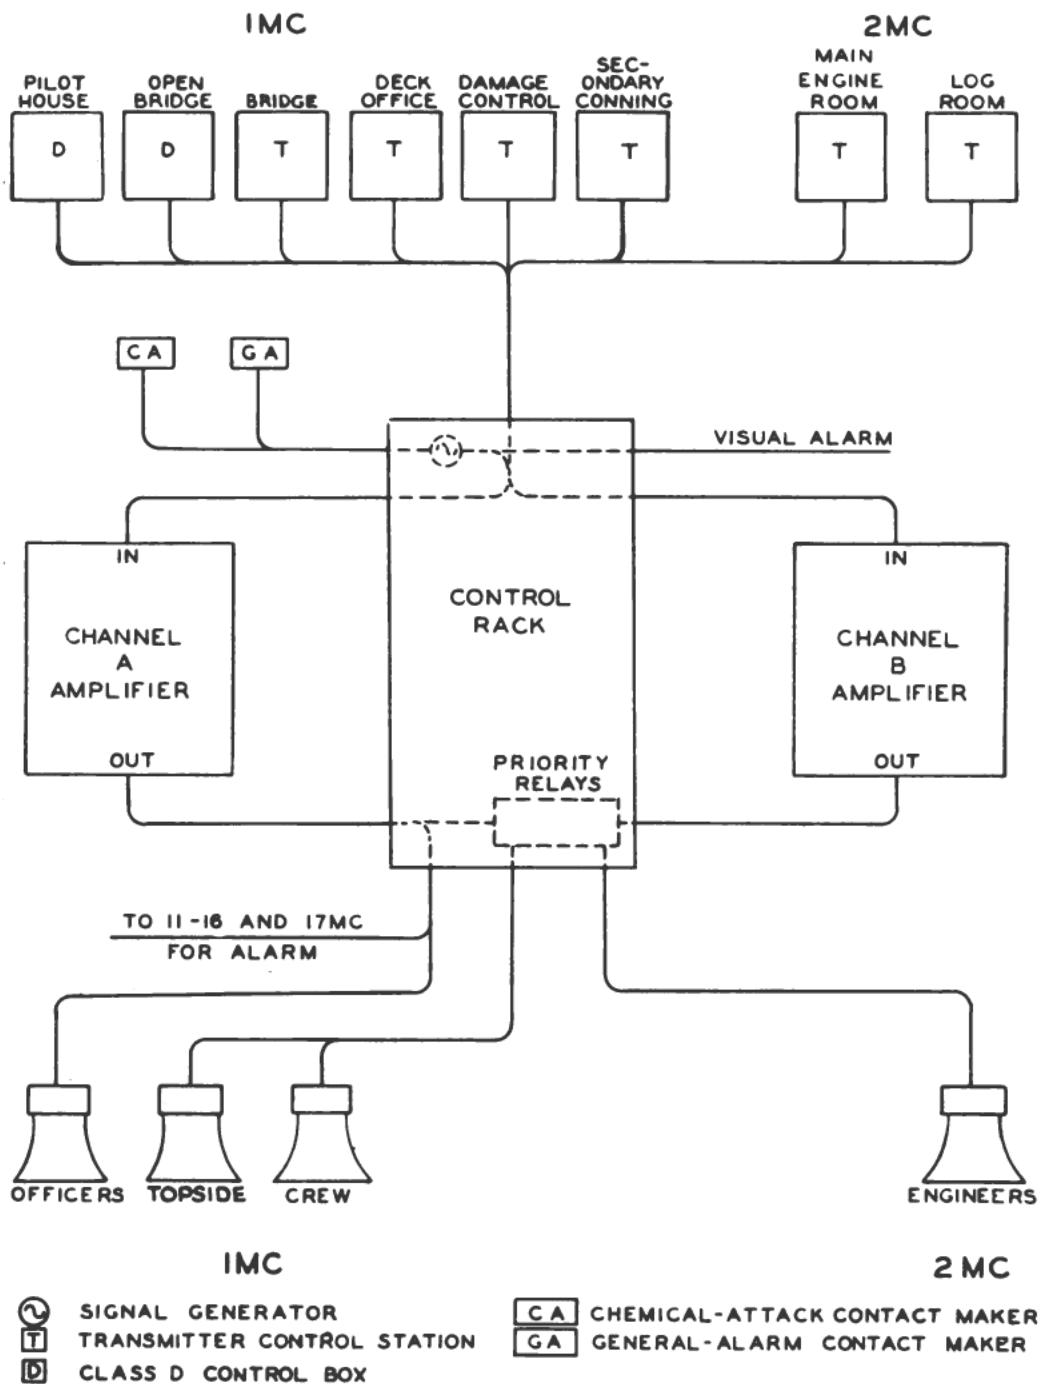 1MC
2MC
PILOT
HOUSE
OPEN
BRIDGE
BRIDGE
DECK
OFFICE
DAMAGE
CONTROL
SEC-
ONDARY
CONNING
MAIN
ENGINE
ROOM
LOG
ROOM
D
D
T
T
T
T
T
T
CA
GA
VISUAL ALARM
IN
CHANNEL
A
AMPLIFIER
OUT
CONTROL
RACK
PRIORITY
RELAYS
IN
CHANNEL
B
AMPLIFIER
OUT
TO 11-16 AND 17MC
FOR ALARM
OFFICERS
TOPSIDE
CREW
ENGINEERS
1MC
2MC
SIGNAL GENERATOR
T TRANSMITTER CONTROL STATION
D CLASS D CONTROL BOX
CA CHEMICAL-ATTACK CONTACT MAKER
GA GENERAL-ALARM CONTACT MAKER